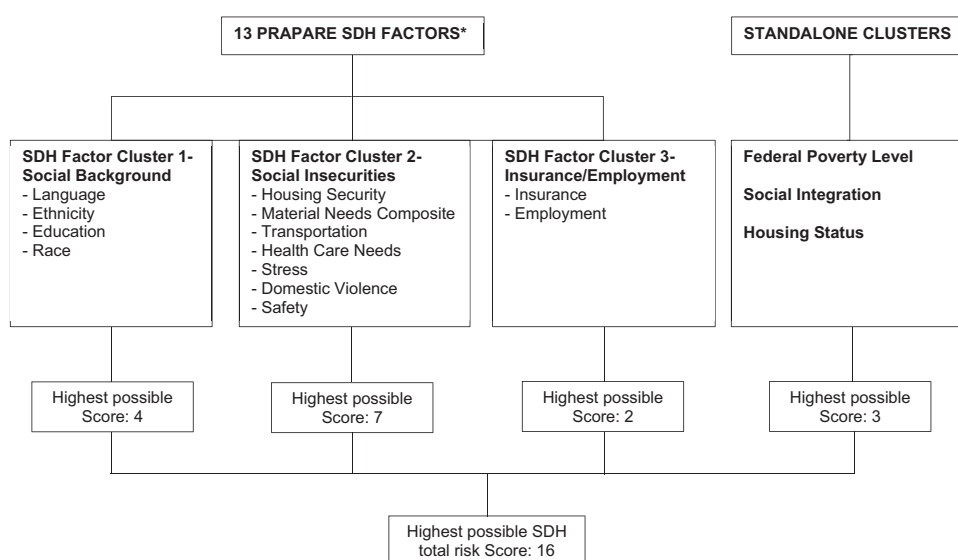 13 PRAPARE SDH FACTORS*
STANDALONE CLUSTERS
SDH Factor Cluster 1-
Social Background
- Language
- Ethnicity
- Education
- Race
SDH Factor Cluster 2-
Social Insecurities
- Housing Security
- Material Needs Composite
- Transportation
- Health Care Needs
- Stress
- Domestic Violence
- Safety
SDH Factor Cluster 3-
Insurance/Employment
- Insurance
- Employment
Federal Poverty Level
Social Integration
Housing Status
Highest possible
Score: 4
Highest possible
Score: 7
Highest possible
Score: 2
Highest possible
Score: 3
Highest possible SDH
total risk Score: 16